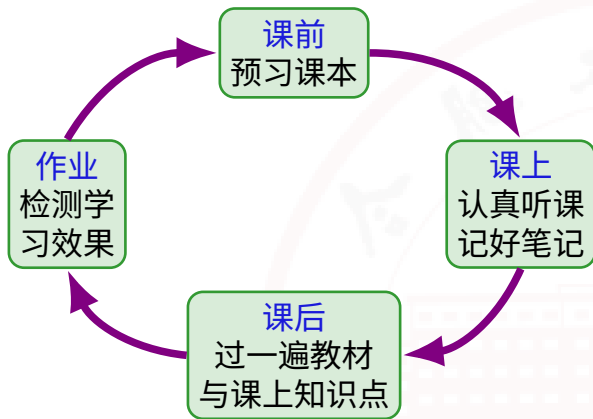 课前
预习课本
课上
认真听课
记好笔记
课后
过一遍教材
与课上知识点
作业
检测学
习效果